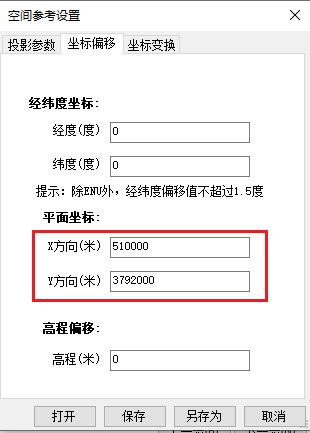 空间参考设置
投影参数 坐标偏移 坐标变换
经纬度坐标:
经度(度) 0
纬度(度) 0
提示: 除ENU外, 经纬度偏移值不超过1.5度
平面坐标:
X方向(米) 510000
Y方向(米) 3792000
高程偏移:
高程(米) 0
打开 保存 另存为 取消